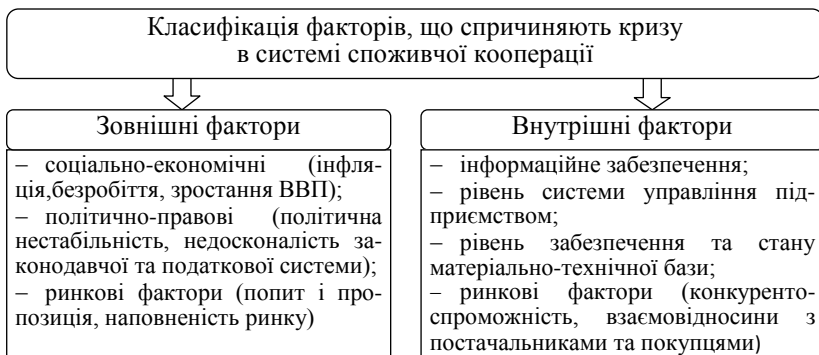 Класифікація факторів, що спричиняють кризу
в системі споживчої кооперації
Зовнішні фактори
– соціально-економічні (інфля-
ція,безробіття, зростання ВВП);
– політично-правові (політична
нестабільність, недосконалість за-
конодавчої та податкової системи);
– ринкові фактори (попит і про-
позиція, наповненість ринку)
Внутрішні фактори
– інформаційне забезпечення;
– рівень системи управління під-
приємством;
– рівень забезпечення та стану
матеріально-технічної бази;
– ринкові фактори (конкуренто-
спроможність, взаємовідносини з
постачальниками та покупцями)